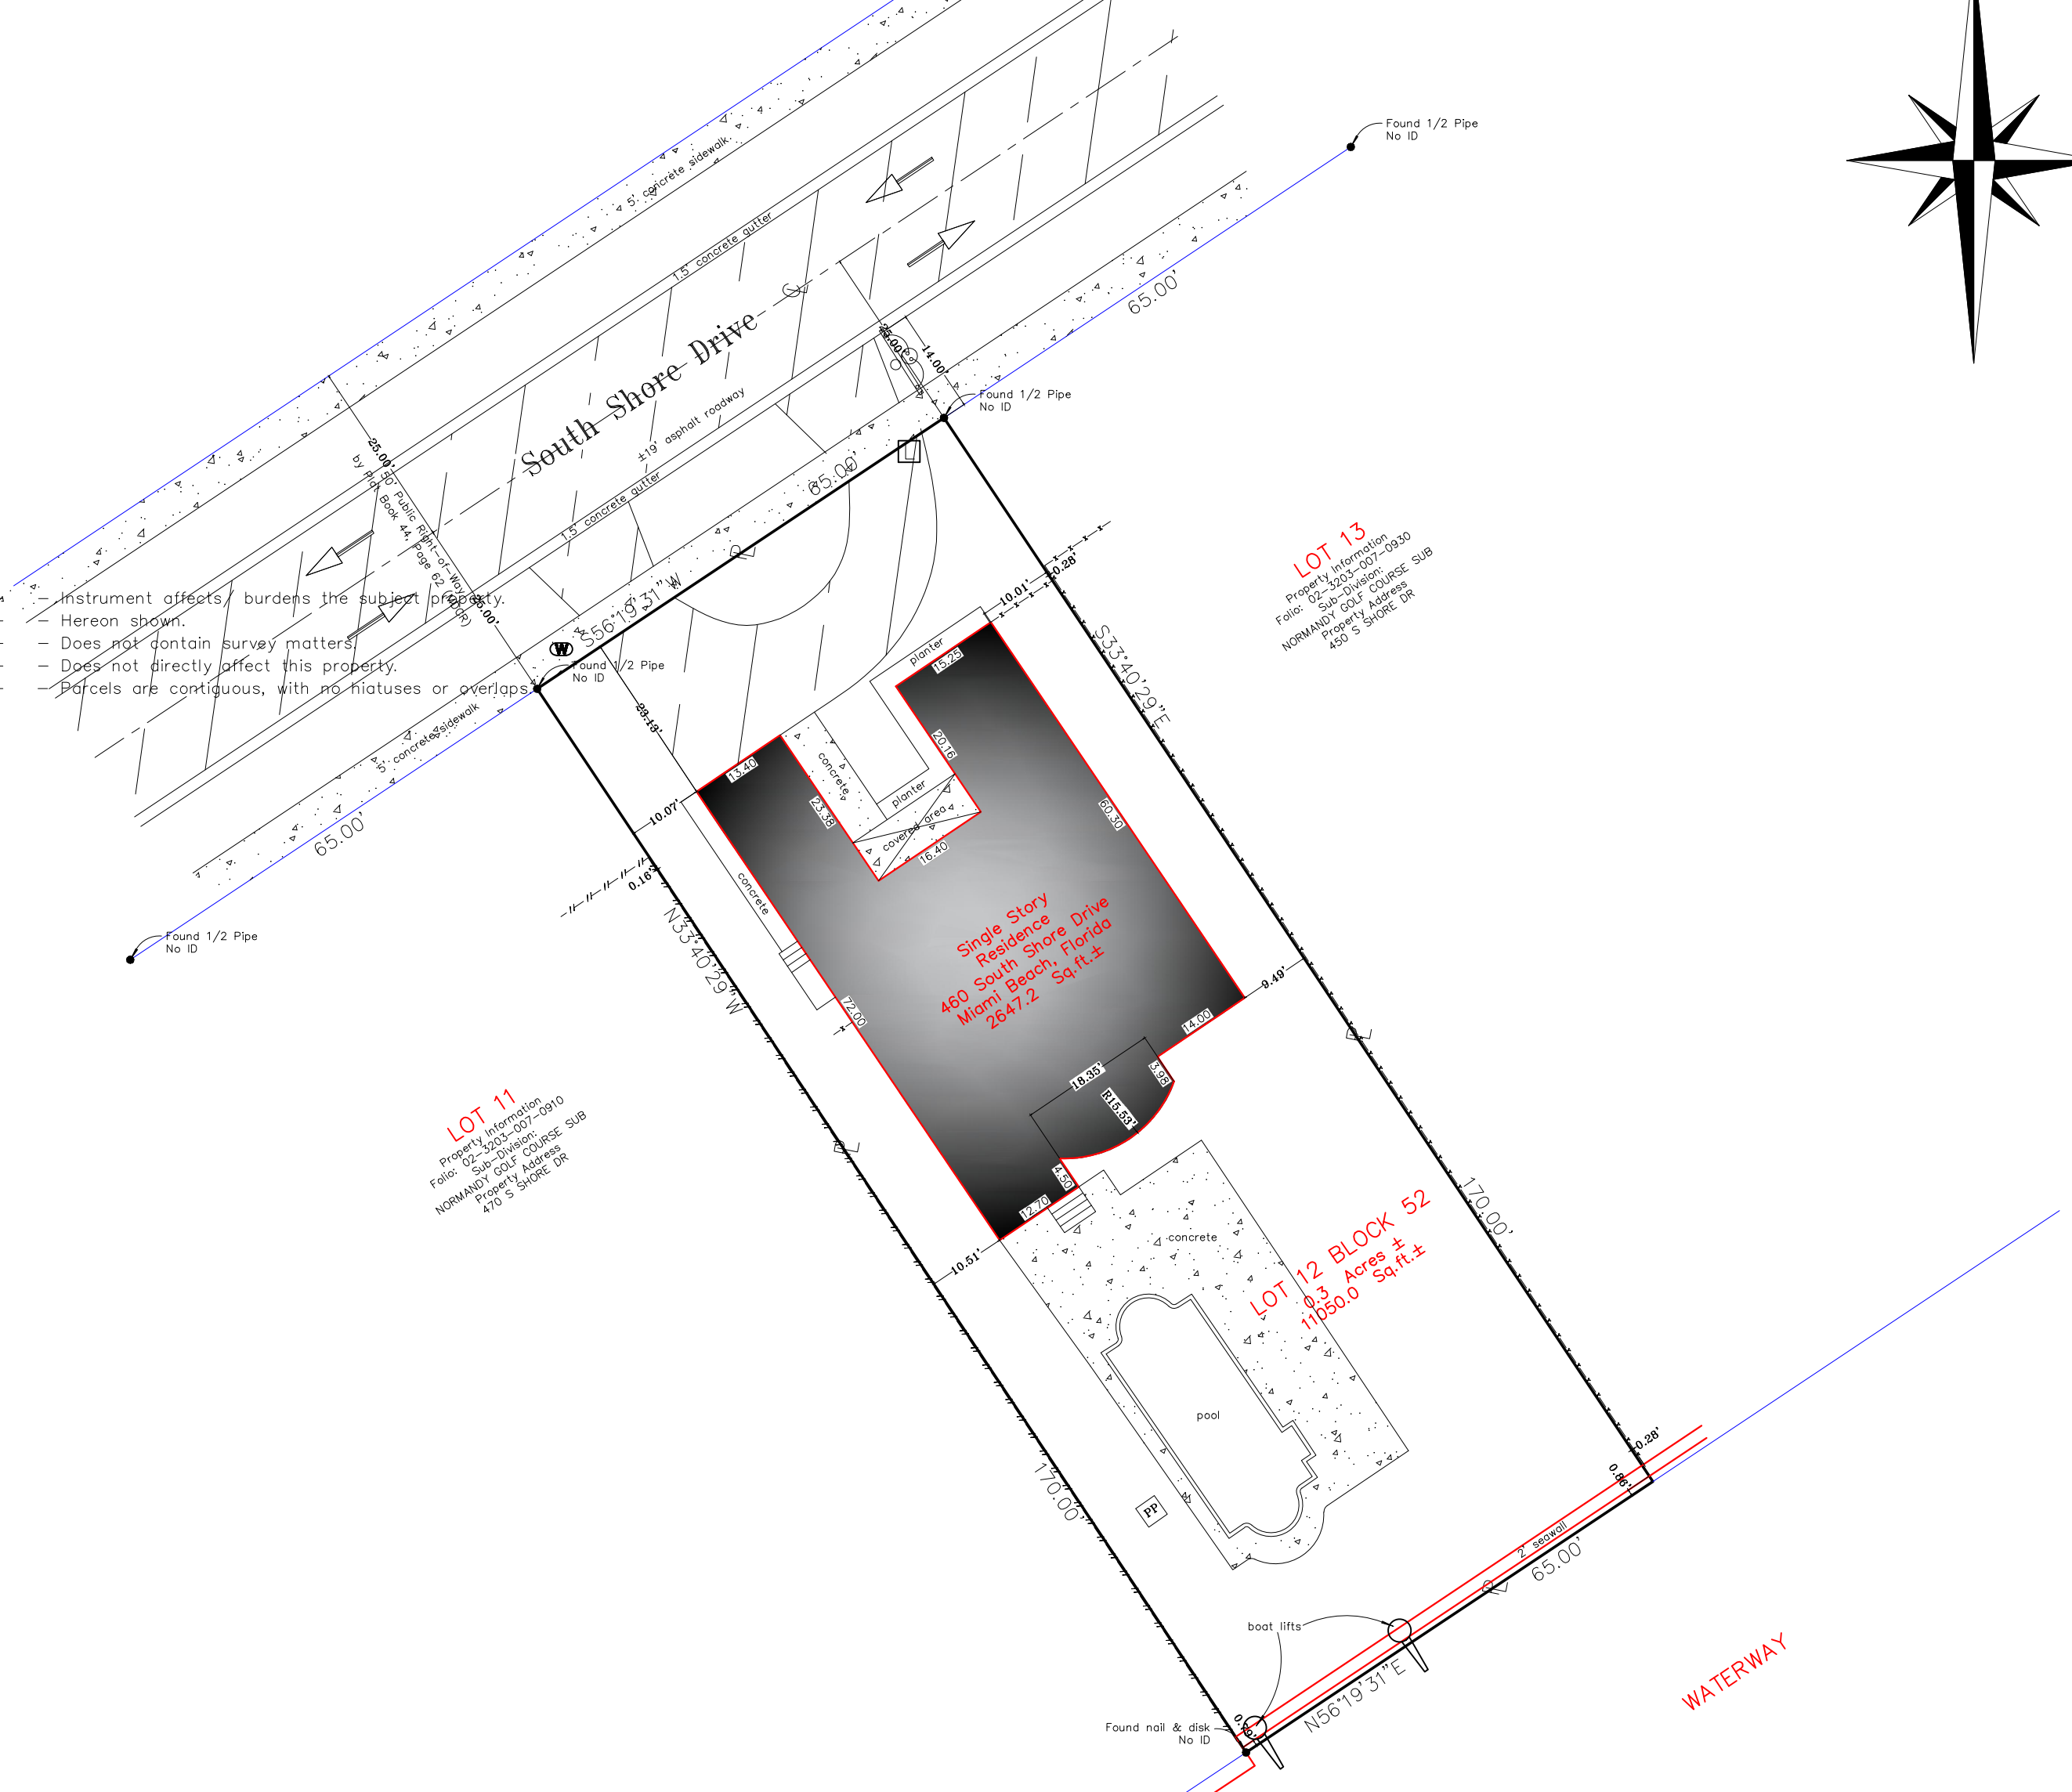 Found 1/2 Pipe
No ID
5' concrete sidewalk
1.5' concrete gutter
65.00'
South Shore Drive
25.00'
14.00'
±19' asphalt roadway
Found 1/2 Pipe
No ID
25.00'
50' Public Right-of-Way
by Plat Book 44, Page 62 (MDCR)
25.00'
1.5' concrete gutter
65.00'
S56°19'31"W
LOT 13
Property Information
Folio: 02-3203-007-0930
Sub-Division:
NORMANDY GOLF COURSE SUB
Property Address
450 S SHORE DR
- Instrument affects/ burdens the subject property.
- Hereon shown.
- Does not contain survey matters.
- Does not directly affect this property.
- Parcels are contiguous, with no hiatuses or overlaps.
W
Found 1/2 Pipe
No ID
5' concrete sidewalk
65.00'
Found 1/2 Pipe
No ID
0.28'
10.01'
S33°40'29"E
planter
15.25
23.13'
20.16
13.40
concrete
23.38
planter
covered area
16.40
10.07'
0.16'
concrete
N33°40'29"W
60.30
72.00
Single Story
Residence
460 South Shore Drive
Miami Beach, Florida
2647.2 Sq.ft.±
9.49'
14.00
3.98
18.35'
R15.53'
4.50
12.70
10.51'
LOT 11
Property Information
Folio: 02-3203-007-0910
Sub-Division:
NORMANDY GOLF COURSE SUB
Property Address
470 S SHORE DR
concrete
170.00'
LOT 12 BLOCK 52
0.3 Acres ±
11050.0 Sq.ft.±
pool
PP
170.00'
0.28'
0.86'
2' seawall
65.00'
boat lifts
N56°19'31"E
WATERWAY
Found nail & disk
No ID